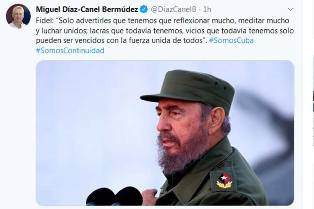 Miguel Díaz-Canel Bermúdez @DiazCanelB · 1h
Fidel: "Solo advertirles que tenemos que reflexionar mucho, meditar mucho
y luchar unidos; lacras que todavía tenemos, vicios que todavía tenemos solo
pueden ser vencidos con la fuerza unida de todos". #SomosCuba
#SomosContinuidad